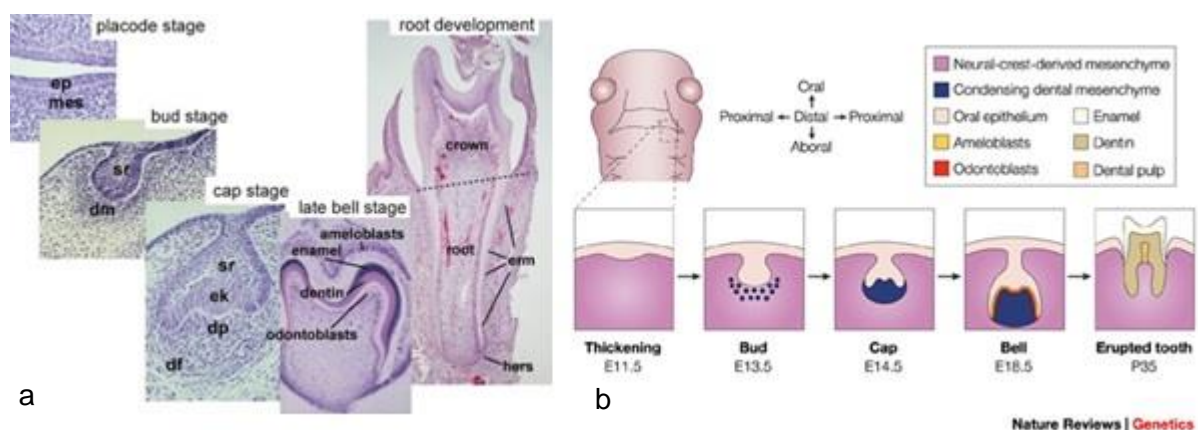 placode stage
ep
mes
bud stage
sr
dm
cap stage
sr
ek
dp
df
late bell stage
ameloblasts
enamel
dentin
odontoblasts
root development
crown
root
erm
hers
a
Oral
Proximal Distal Proximal
Aboral
Neural-crest-derived mesenchyme
Condensing dental mesenchyme
Oral epithelium
Ameloblasts
Odontoblasts
Enamel
Dentin
Dental pulp
Thickening
E11.5
Bud
E13.5
Cap
E14.5
Bell
E18.5
Erupted tooth
P35
b
Nature Reviews | Genetics